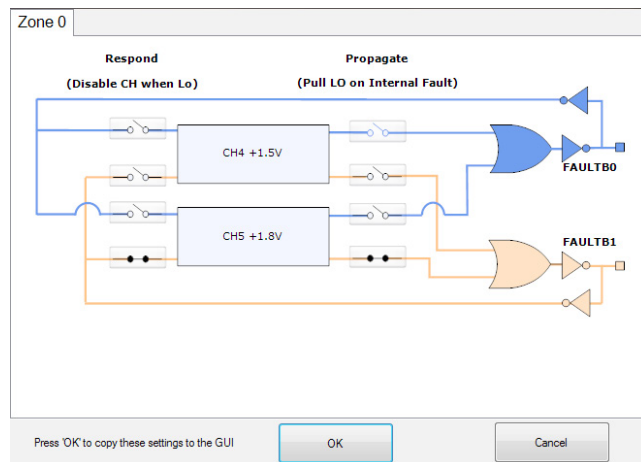 Zone 0
Respond
Propagate
(Disable CH when Lo)
(Pull LO on Internal Fault)
CH4 +1.5V
FAULTB0
CH5 +1.8V
FAULTB1
Press 'OK' to copy these settings to the GUI
OK
Cancel